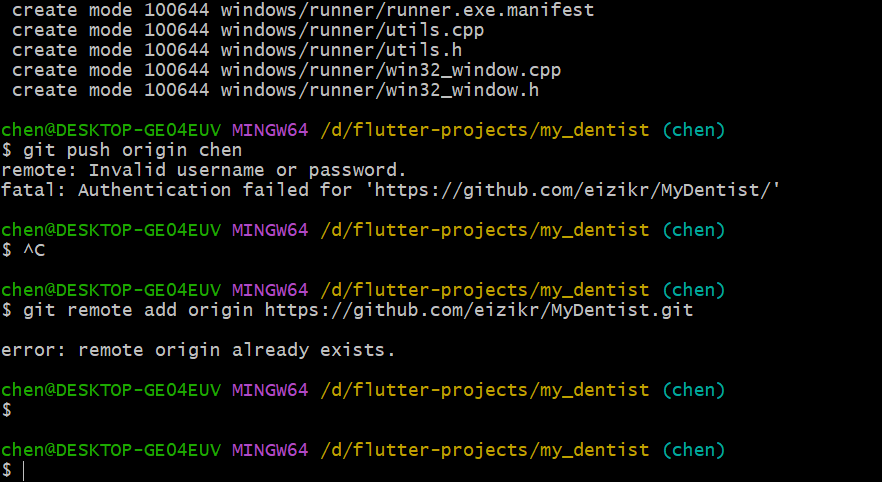 create mode 100644 windows/runner/runner.exe.manifest
create mode 100644 windows/runner/utils.cpp
create mode 100644 windows/runner/utils.h
create mode 100644 windows/runner/win32_window.cpp
create mode 100644 windows/runner/win32_window.h
chen@DESKTOP-GEO4EUV MINGW64 /d/flutter-projects/my_dentist (chen)
$ git push origin chen
remote: Invalid username or password.
fatal: Authentication failed for 'https://github.com/eizikr/MyDentist/'
chen@DESKTOP-GEO4EUV MINGW64 /d/flutter-projects/my_dentist (chen)
$ ^C
chen@DESKTOP-GEO4EUV MINGW64 /d/flutter-projects/my_dentist (chen)
$ git remote add origin https://github.com/eizikr/MyDentist.git
error: remote origin already exists.
chen@DESKTOP-GEO4EUV MINGW64 /d/flutter-projects/my_dentist (chen)
$
chen@DESKTOP-GEO4EUV MINGW64 /d/flutter-projects/my_dentist (chen)
$